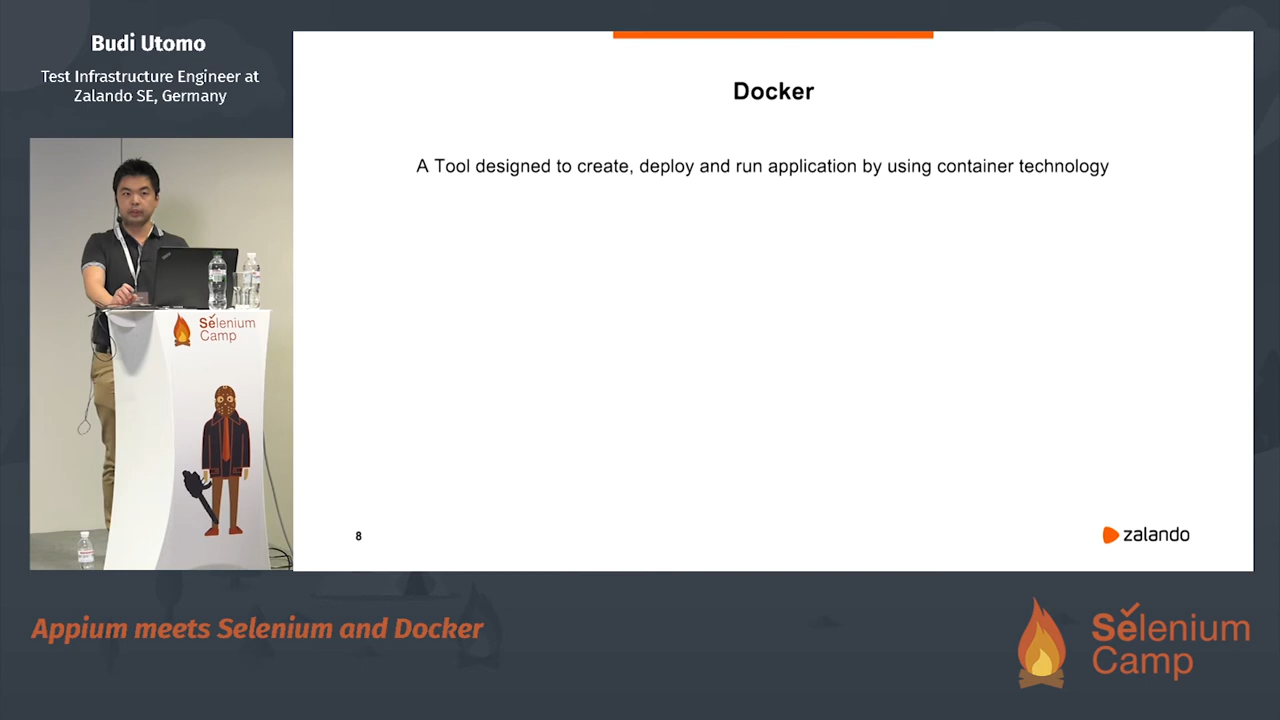 Budi Utomo
Test Infrastructure Engineer at
Zalando SE, Germany
Docker
A Tool designed to create, deploy and run application by using container technology
Selenium
Camp
8
zalando
Appium meets Selenium and Docker
Selenium
Camp